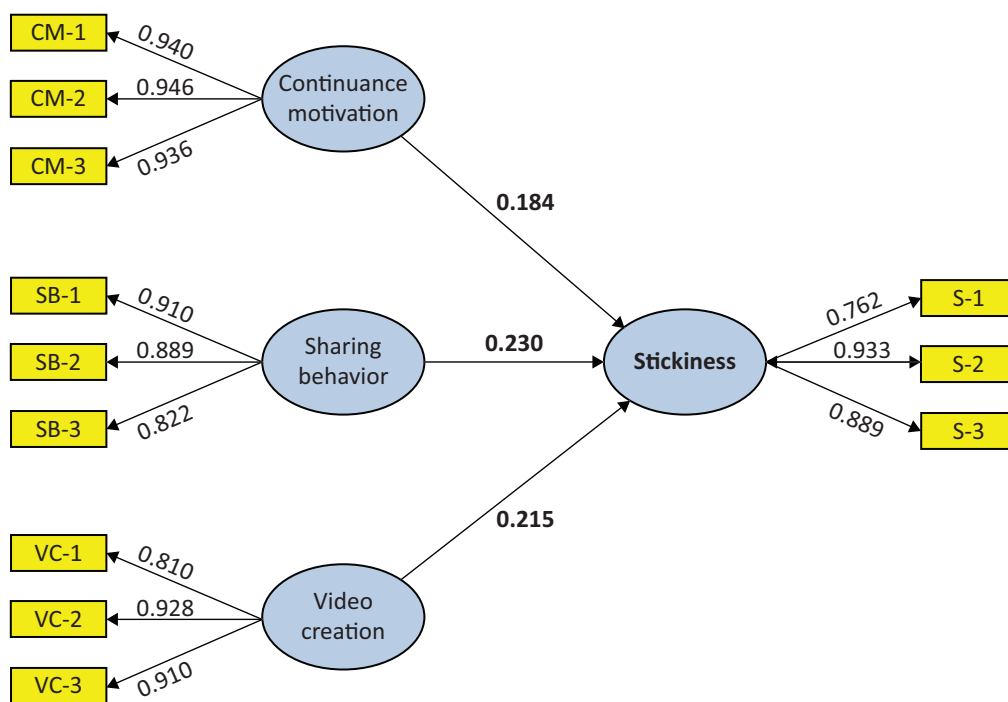 CM-1
0.940
CM-2
0.946
CM-3
0.936
Continuance
motivation
0.184
SB-1
0.910
SB-2
0.889
SB-3
0.822
Sharing
behavior
0.230
Stickiness
0.762
S-1
0.933
S-2
0.889
S-3
VC-1
0.810
VC-2
0.928
VC-3
0.910
Video
creation
0.215